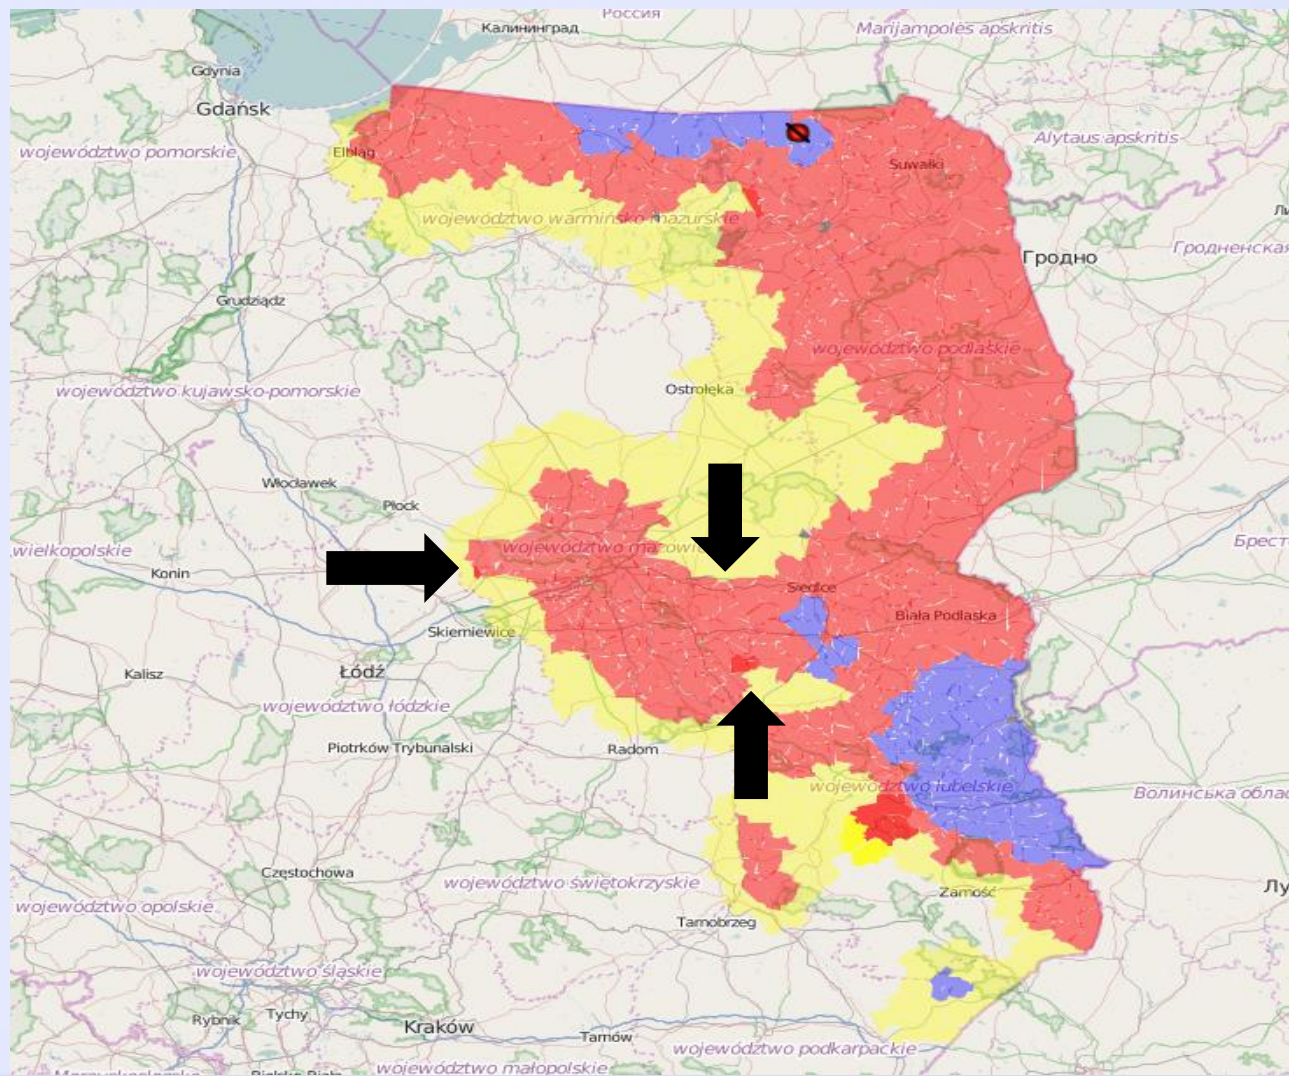 Россия
Калининград
Marijampolės apskritis
Gdynia
Gdańsk
Alytaus apskritis
województwo pomorskie
Elbląg
Suwałki
województwo warmińsko-mazurskie
Гродно
Гродненская
Grudziądz
województwo podlaskie
województwo kujawsko-pomorskie
Ostrołęka
Włocławek
Płock
wielkopolskie
Брест
Konin
Siedlce
Biała Podlaska
Skierniewice
Łódź
Kalisz
województwo łódzkie
Piotrków Trybunalski
Radom
województwo lubelskie
Волинська облас
Częstochowa
województwo świętokrzyskie
Zamość
Лу
województwo opolskie
Tarnobrzeg
województwo śląskie
Tychy
Rybnik
Kraków
Tarnów
województwo podkarpackie
województwo małopolskie